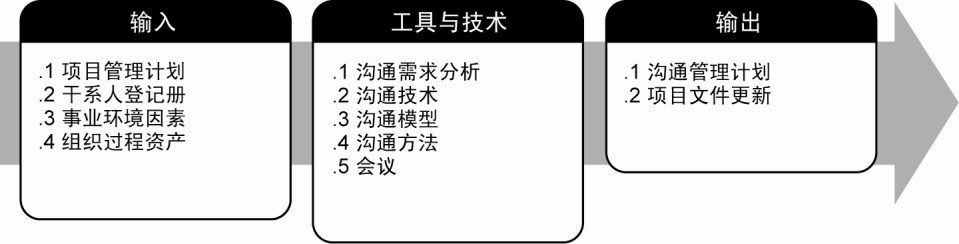 输入
.1 项目管理计划
.2 干系人登记册
.3 事业环境因素
.4 组织过程资产
工具与技术
.1 沟通需求分析
.2 沟通技术
.3 沟通模型
.4 沟通方法
.5 会议
输出
.1 沟通管理计划
.2 项目文件更新